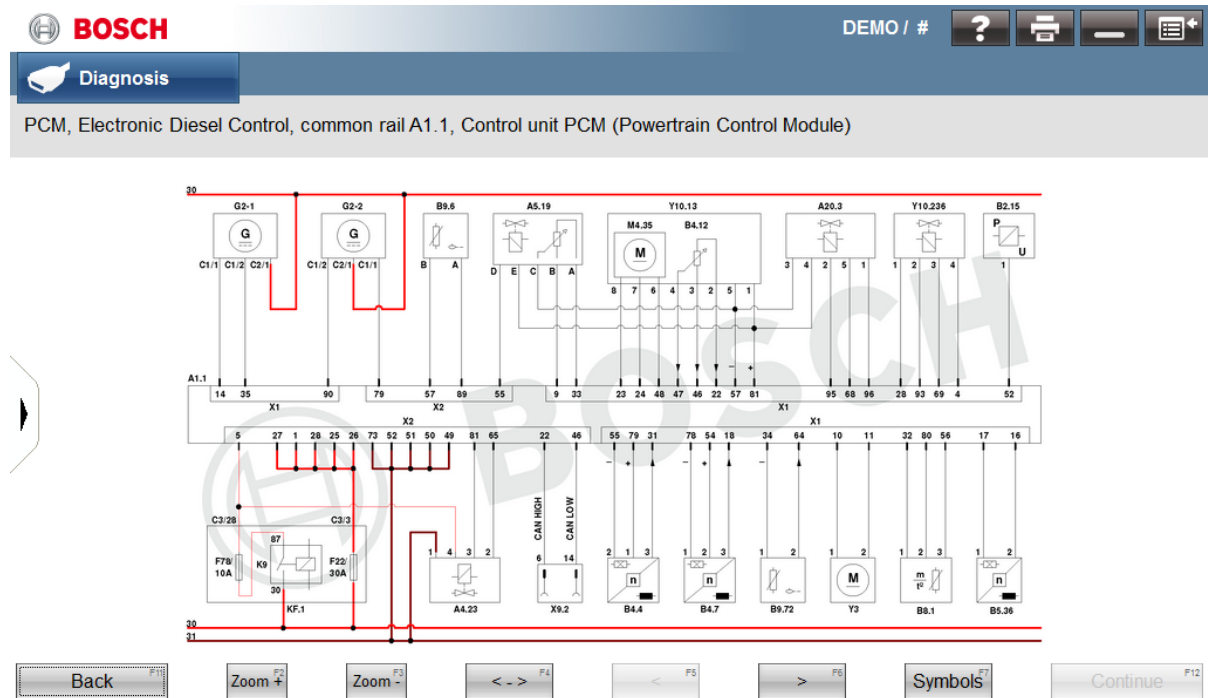 BOSCH
DEMO / #
?
Diagnosis
PCM, Electronic Diesel Control, common rail A1.1, Control unit PCM (Powertrain Control Module)
30
G2-1 G2-2 B9.6 A5.19 Y10.13 A20.3 Y10.236 B2.15
M4.35 B4.12
G G M P U
C1/1 C1/2 C2/1 C1/2 C2/1 C1/1 B A D E C B A 3 4 2 5 1 1 2 3 4 1
8 7 6 4 3 2 5 1
BOSCH
− +
A1.1
14 35 90 79 57 89 55 9 33 23 24 48 47 46 22 57 81 95 68 96 28 93 69 4 52
X1 X2 X1
X2 X1
5 27 1 28 25 26 73 52 51 50 49 81 65 22 46 55 79 31 78 54 18 34 64 10 11 32 80 56 17 16
− + − + −
CAN HIGH
CAN LOW
C3/28 C3/3
87
F78/
10A
K9
F22/
30A
30
KF.1
1 4 3 2 6 14 2 1 3 1 2 3 1 2 1 2 1 2 3 1 2
n n M m
t° n
A4.23 X9.2 B4.4 B4.7 B9.72 Y3 B8.1 B5.36
30
31
Back F11
Zoom + F2
Zoom - F3
< - > F4
< F5
> F6
Symbols F7
Continue F12